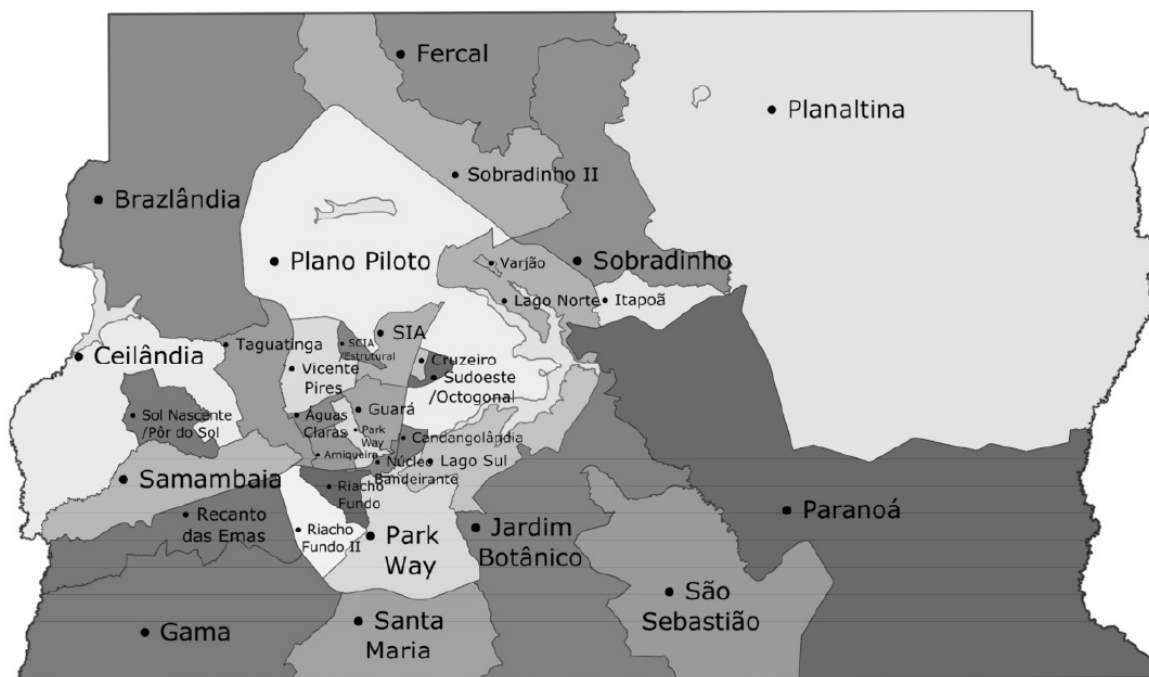 Fercal
Planaltina
Sobradinho II
Brazlândia
Plano Piloto
Varjão
Sobradinho
Lago Norte
Itapoã
SIA
Taguatinga
SCIA
/Estrutural
Ceilândia
Vicente
Pires
Cruzeiro
Sudoeste
/Octogonal
Sol Nascente
/Pôr do Sol
Águas
Claras
Guará
Park
Way
Candangolândia
Arniqueira
Núcleo
Bandeirante
Lago Sul
Samambaia
Riacho
Fundo
Recanto
das Emas
Riacho
Fundo II
Park
Way
Jardim
Botânico
Paranoá
São
Sebastião
Gama
Santa
Maria